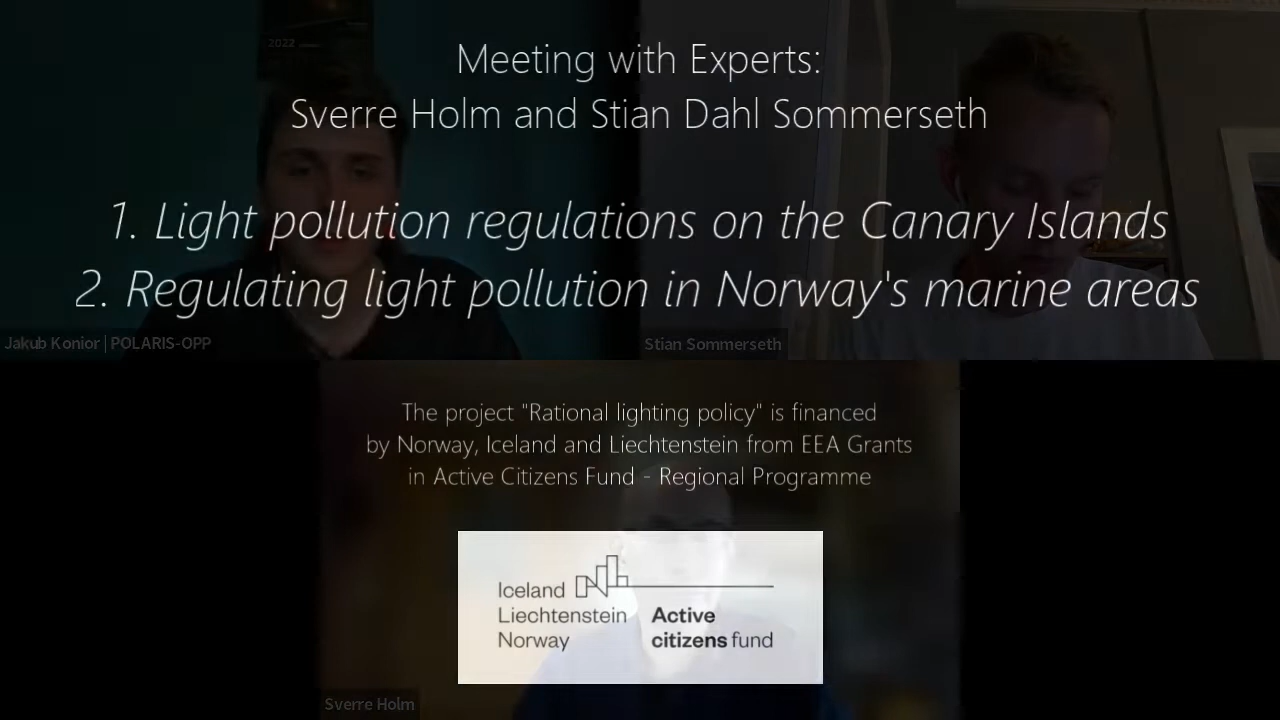 2022
Meeting with Experts:
Sverre Holm and Stian Dahl Sommerseth
1. Light pollution regulations on the Canary Islands
2. Regulating light pollution in Norway's marine areas
Jakub Konior | POLARIS-OPP
Stian Sommerseth
The project "Rational lighting policy" is financed
by Norway, Iceland and Liechtenstein from EEA Grants
in Active Citizens Fund - Regional Programme
Iceland
Liechtenstein
Norway
Active
citizens fund
Sverre Holm